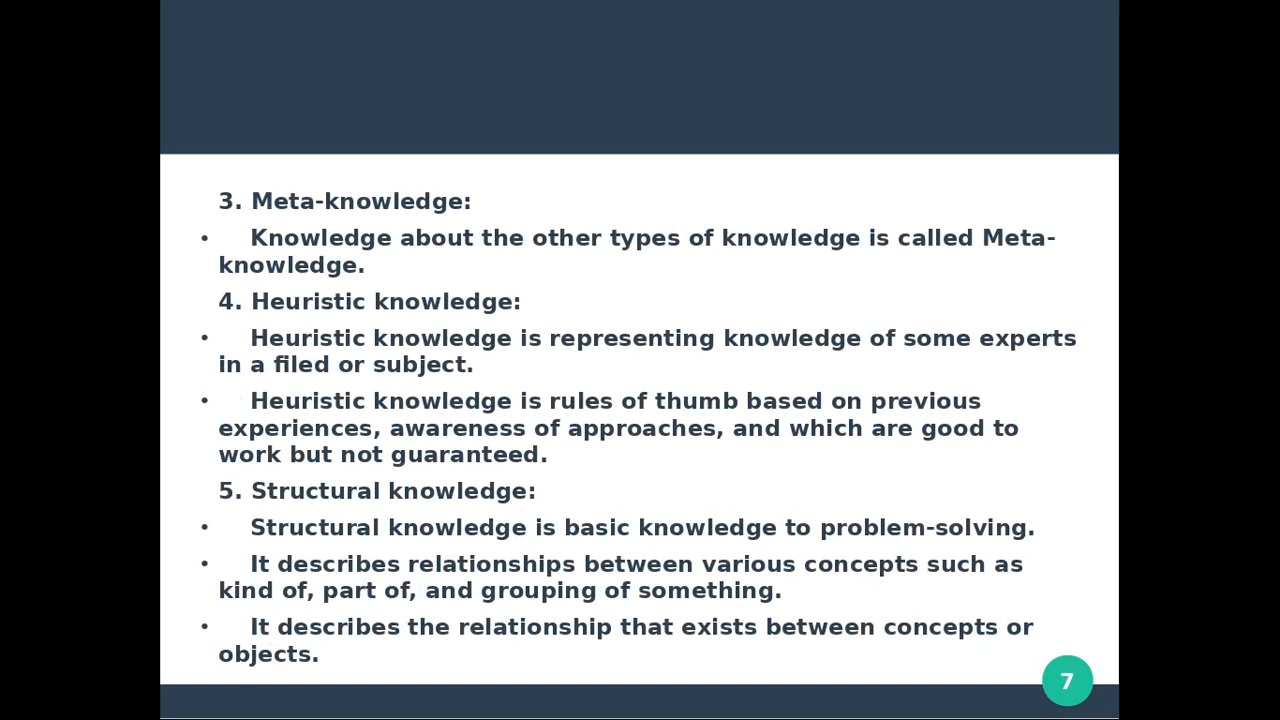 3. Meta-knowledge:
• Knowledge about the other types of knowledge is called Meta-
knowledge.
4. Heuristic knowledge:
• Heuristic knowledge is representing knowledge of some experts
in a filed or subject.
• Heuristic knowledge is rules of thumb based on previous
experiences, awareness of approaches, and which are good to
work but not guaranteed.
5. Structural knowledge:
• Structural knowledge is basic knowledge to problem-solving.
• It describes relationships between various concepts such as
kind of, part of, and grouping of something.
• It describes the relationship that exists between concepts or
objects.
7